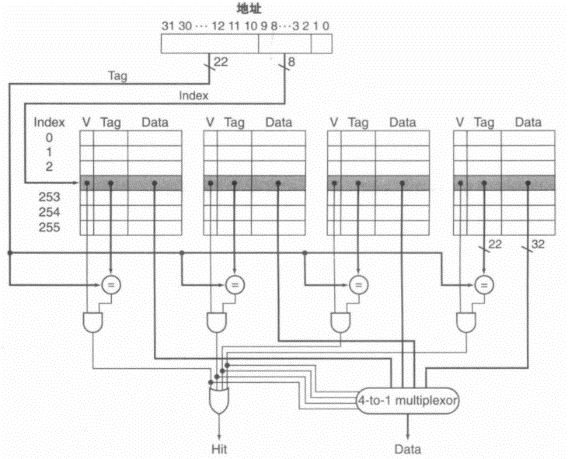 地址
31 30 ··· 12 11 10 9 8···3 2 1 0
22
8
Tag
Index
Index V Tag Data V Tag Data V Tag Data V Tag Data
0
1
2
253
254
255
22
32
= = = =
4-to-1 multiplexor
Hit
Data